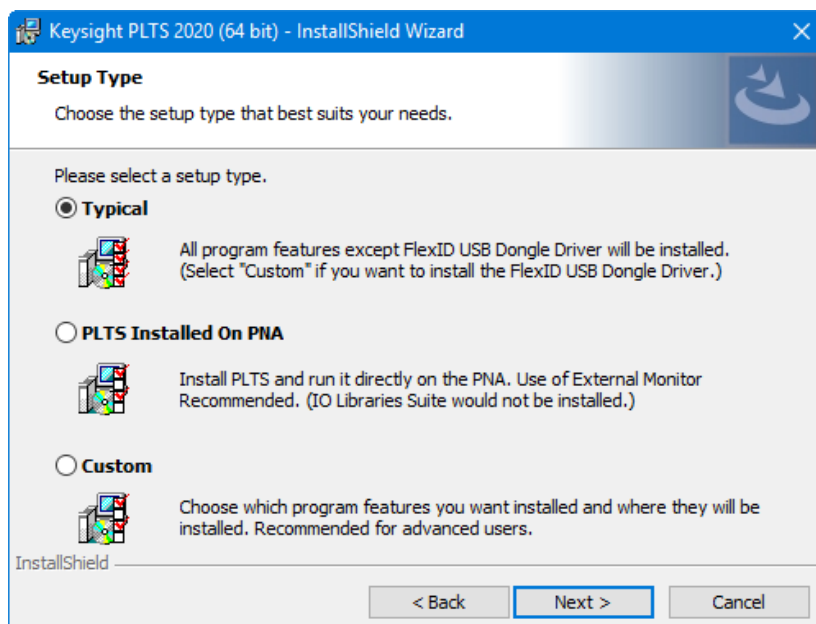 Keysight PLTS 2020 (64 bit) - InstallShield Wizard
Setup Type
Choose the setup type that best suits your needs.
Please select a setup type.
Typical
All program features except FlexID USB Dongle Driver will be installed.
(Select "Custom" if you want to install the FlexID USB Dongle Driver.)
PLTS Installed On PNA
Install PLTS and run it directly on the PNA. Use of External Monitor
Recommended. (IO Libraries Suite would not be installed.)
Custom
Choose which program features you want installed and where they will be
installed. Recommended for advanced users.
InstallShield
< Back Next > Cancel